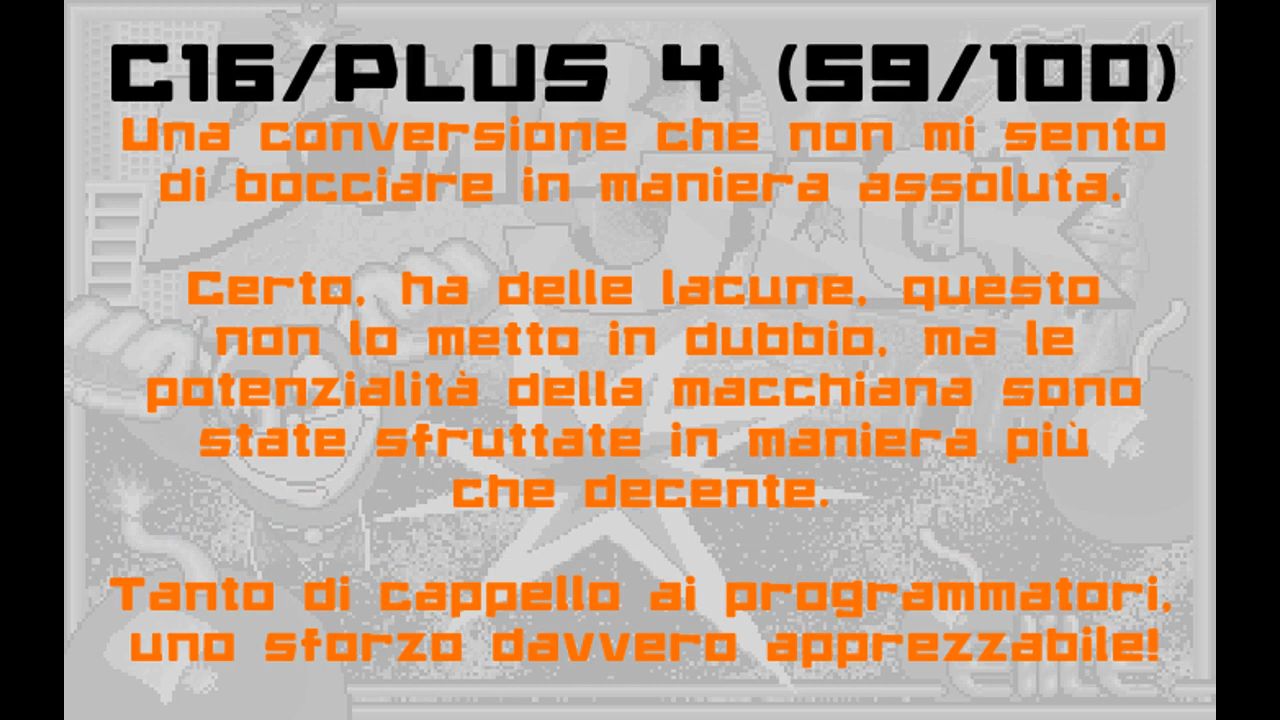 C16/PLUS 4 (59/100)
Una conversione che non mi sento
di bocciare in maniera assoluta.
Certo, ha delle lacune, questo
non lo metto in dubbio, ma le
potenzialità della macchiana sono
state sfruttate in maniera più
che decente.
Tanto di cappello ai programmatori,
uno sforzo davvero apprezzabile!
elite